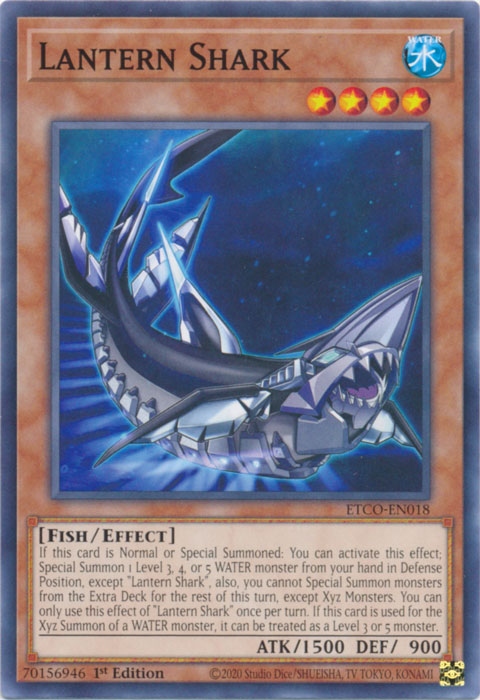 LANTERN SHARK
WATER
水
ETCO-EN018
[FISH/EFFECT]
If this card is Normal or Special Summoned: You can activate this effect;
Special Summon 1 Level 3, 4, or 5 WATER monster from your hand in Defense
Position, except "Lantern Shark", also, you cannot Special Summon monsters
from the Extra Deck for the rest of this turn, except Xyz Monsters. You can
only use this effect of "Lantern Shark" once per turn. If this card is used for the
Xyz Summon of a WATER monster, it can be treated as a Level 3 or 5 monster.
ATK/1500 DEF/ 900
70156946 1st Edition ©2020 Studio Dice/SHUEISHA, TV TOKYO, KONAMI